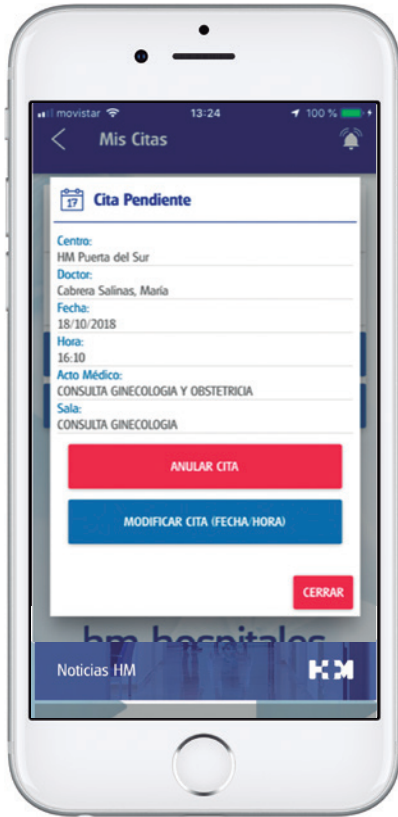 movistar 13:24 100 %
Mis Citas
17 Cita Pendiente
Centro:
HM Puerta del Sur
Doctor:
Cabrera Salinas, María
Fecha:
18/10/2018
Hora:
16:10
Acto Médico:
CONSULTA GINECOLOGIA Y OBSTETRICIA
Sala:
CONSULTA GINECOLOGIA
ANULAR CITA
MODIFICAR CITA (FECHA/HORA)
CERRAR
hm hospitales
Noticias HM HM